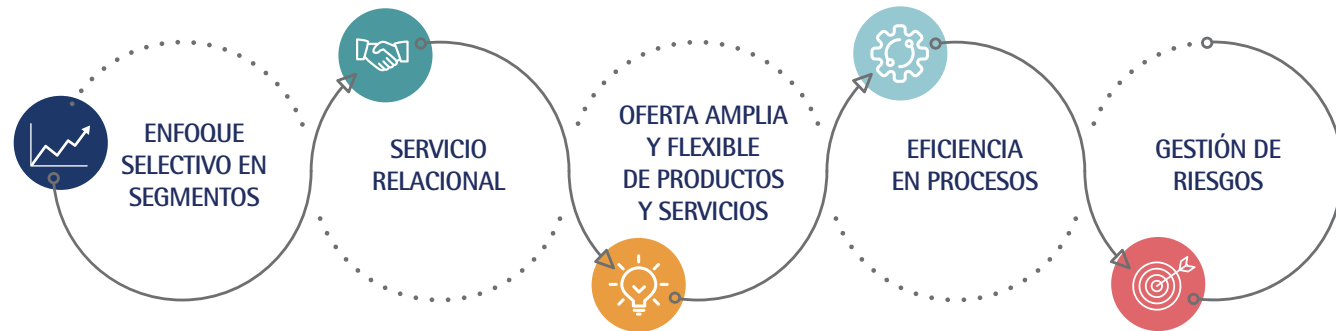 ENFOQUE
SELECTIVO EN
SEGMENTOS
SERVICIO
RELACIONAL
OFERTA AMPLIA
Y FLEXIBLE
DE PRODUCTOS
Y SERVICIOS
EFICIENCIA
EN PROCESOS
GESTIÓN DE
RIESGOS